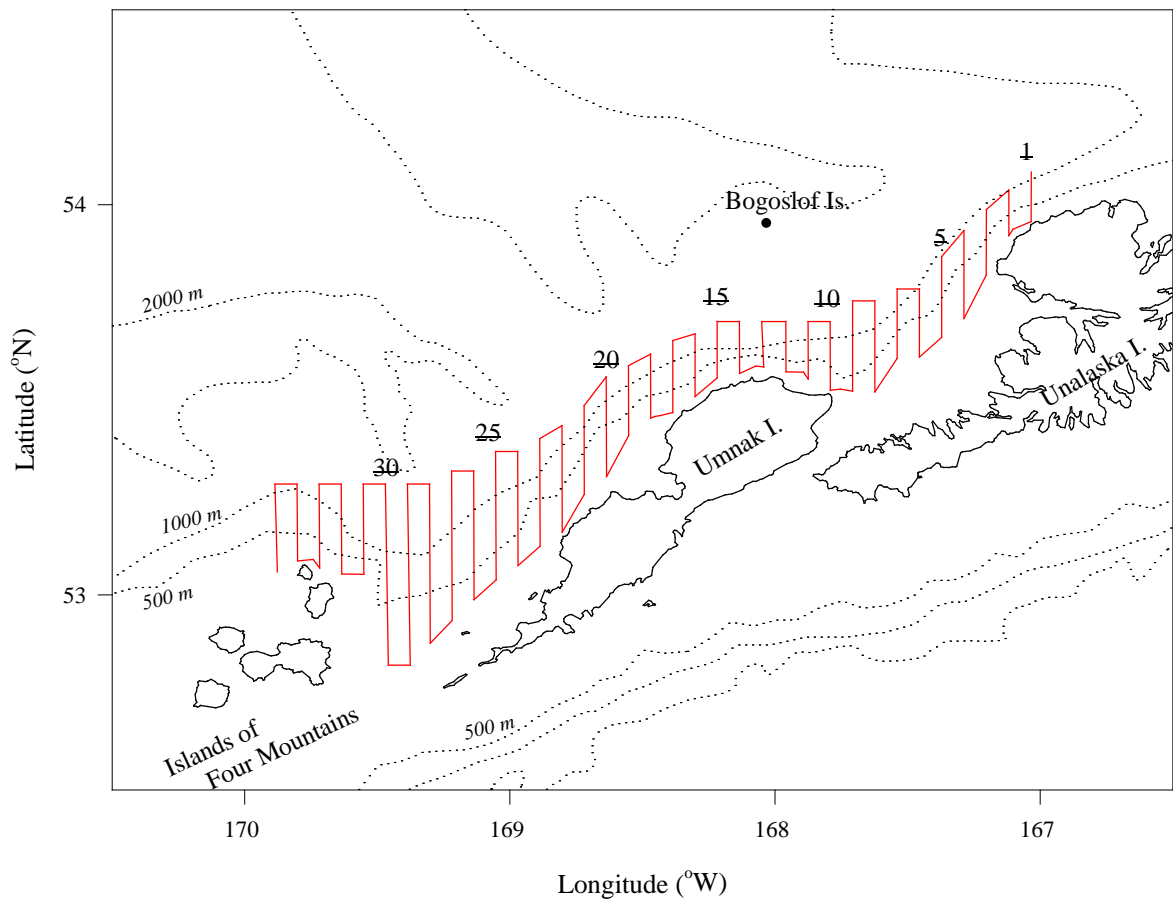 1
54
Bogoslof Is.
5
2000 m
15
10
20
Unalaska I.
25
Umnak I.
30
1000 m
53
500 m
500 m
Islands of
Four Mountains
Latitude (°N)
170
169
168
167
Longitude (°W)